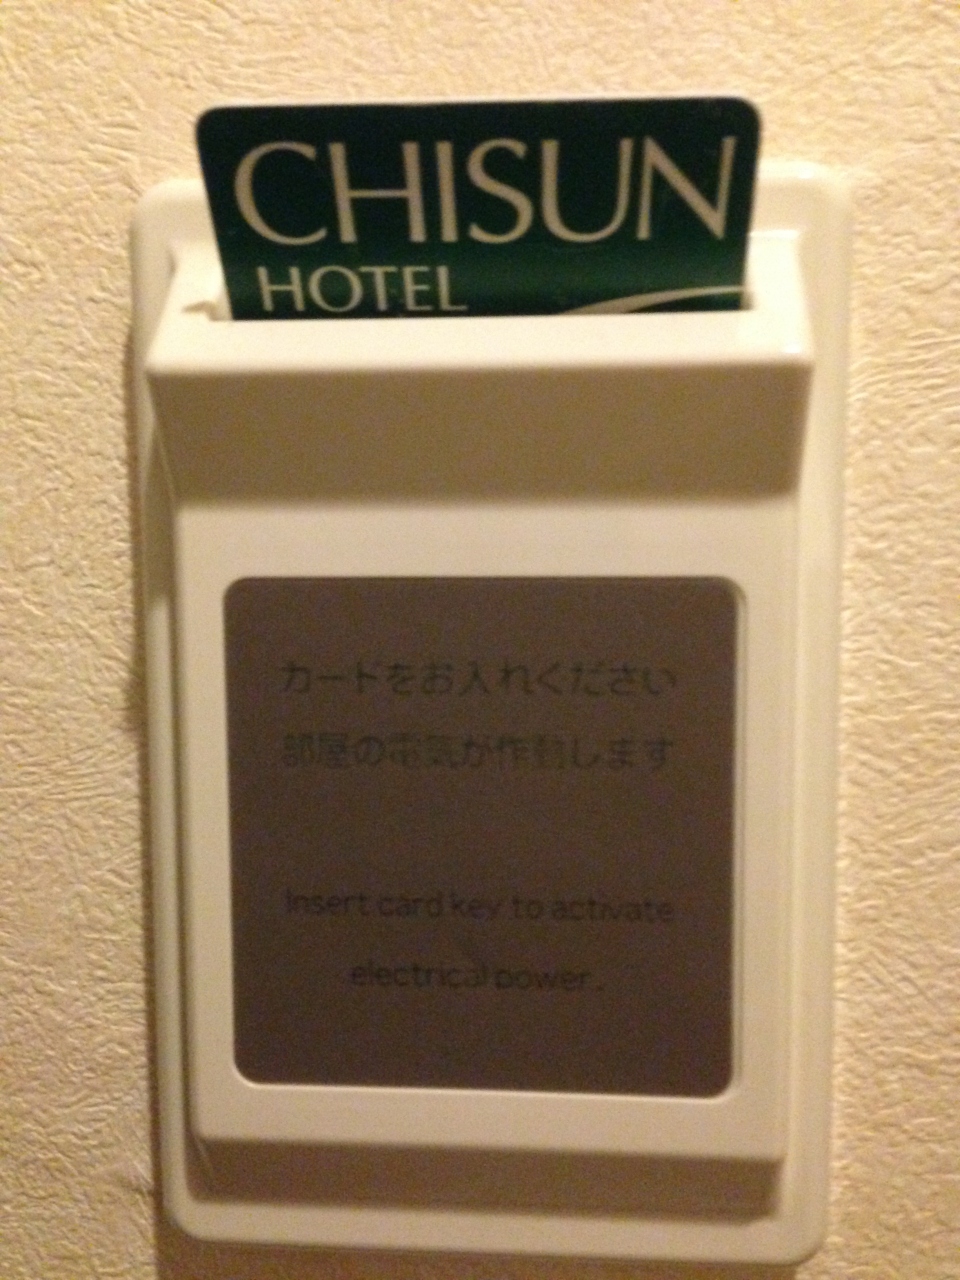 CHISUN
HOTEL
カードをお入れください
部屋の電気が作動します
Insert card key to activate
electrical power.